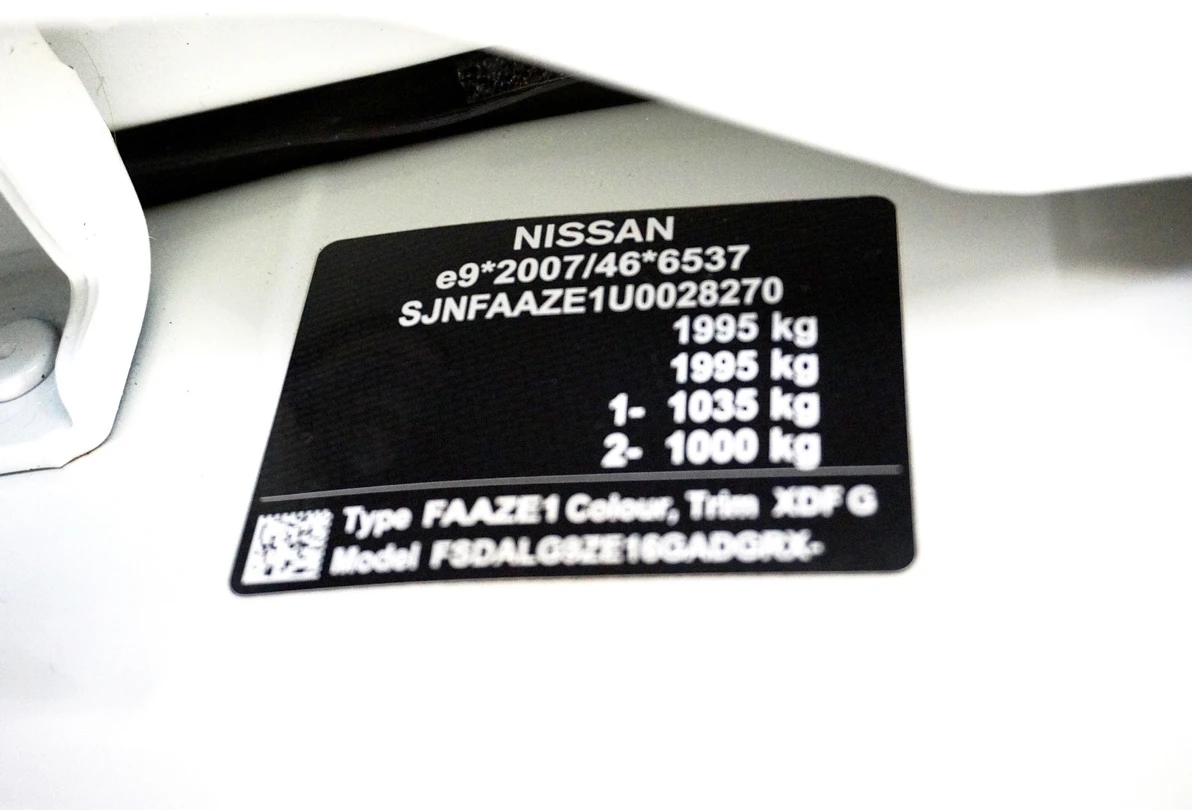 NISSAN
e9*2007/46*6537
SJNFAAZE1U0028270
1995 kg
1995 kg
1- 1035 kg
2- 1000 kg
Type FAAZE1 Colour, Trim XDF G
Model